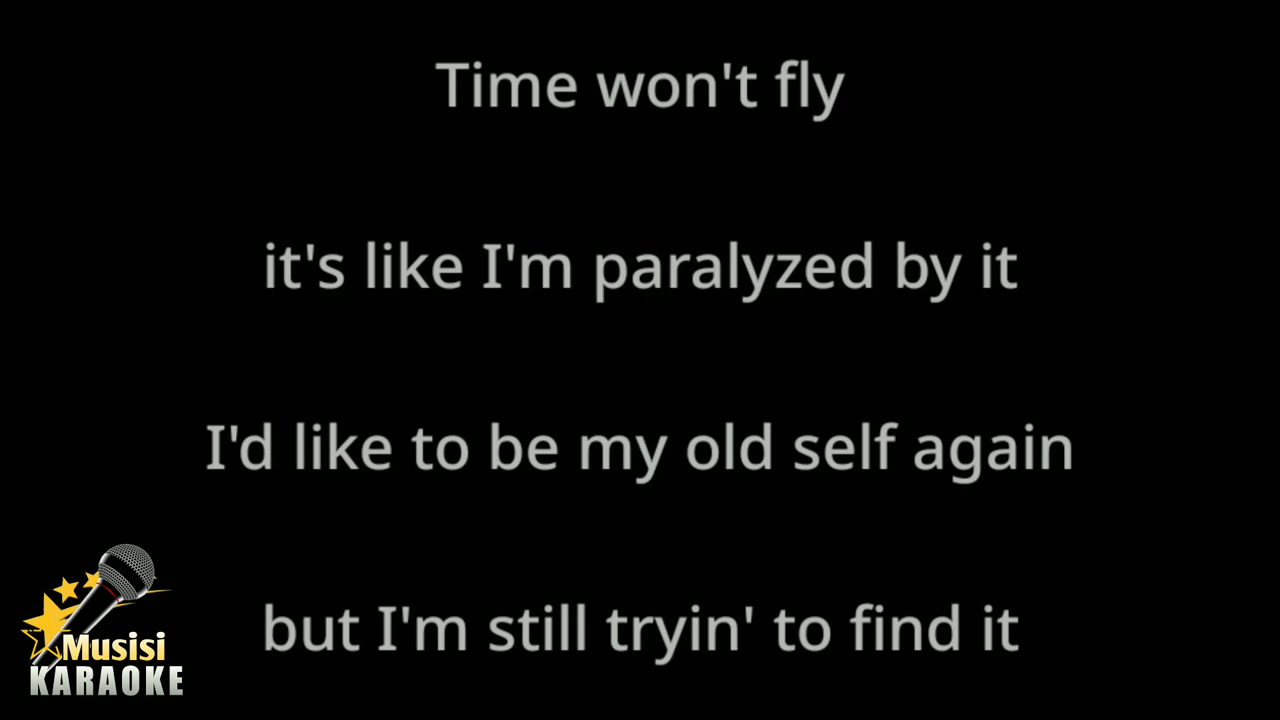 Time won't fly
it's like I'm paralyzed by it
I'd like to be my old self again
but I'm still tryin' to find it
Musisi
KARAOKE